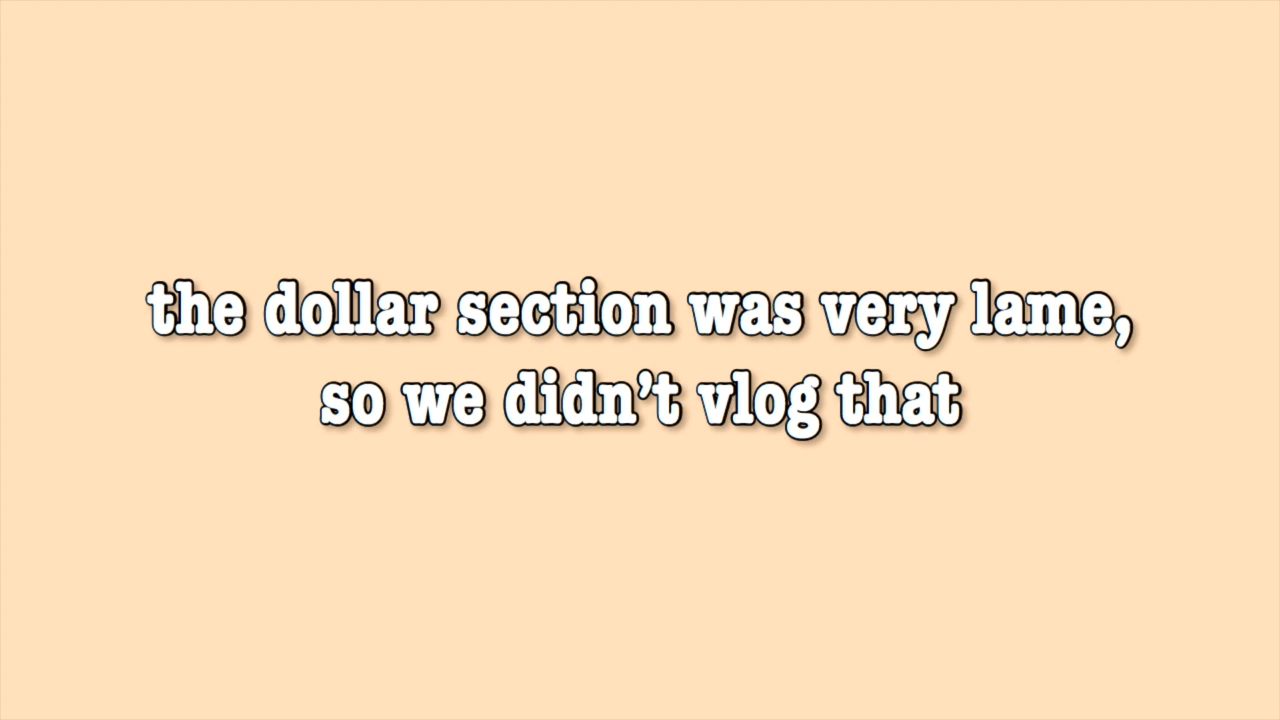 the dollar section was very lame,
so we didn’t vlog that